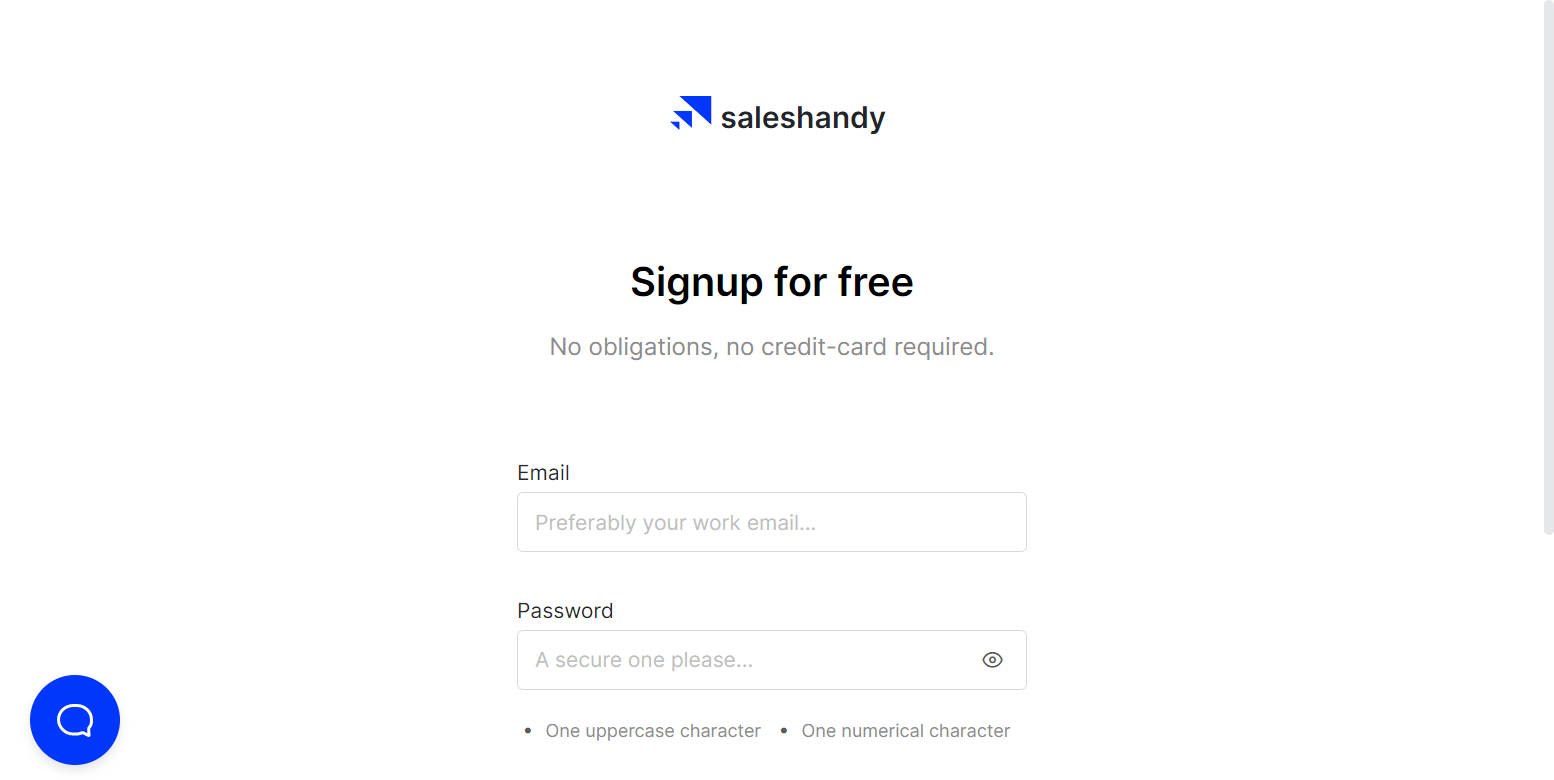 saleshandy
Signup for free
No obligations, no credit-card required.
Email
Preferably your work email...
Password
A secure one please...
• One uppercase character • One numerical character